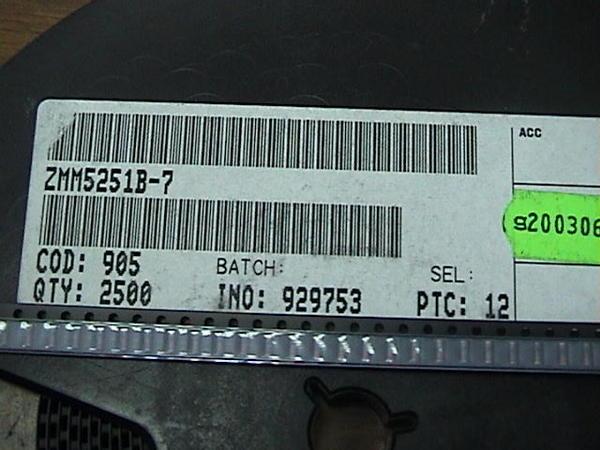 ACC
ZMM5251B-7
g200306
COD: 905
BATCH:
SEL:
QTY: 2500
INO: 929753
PTC: 12